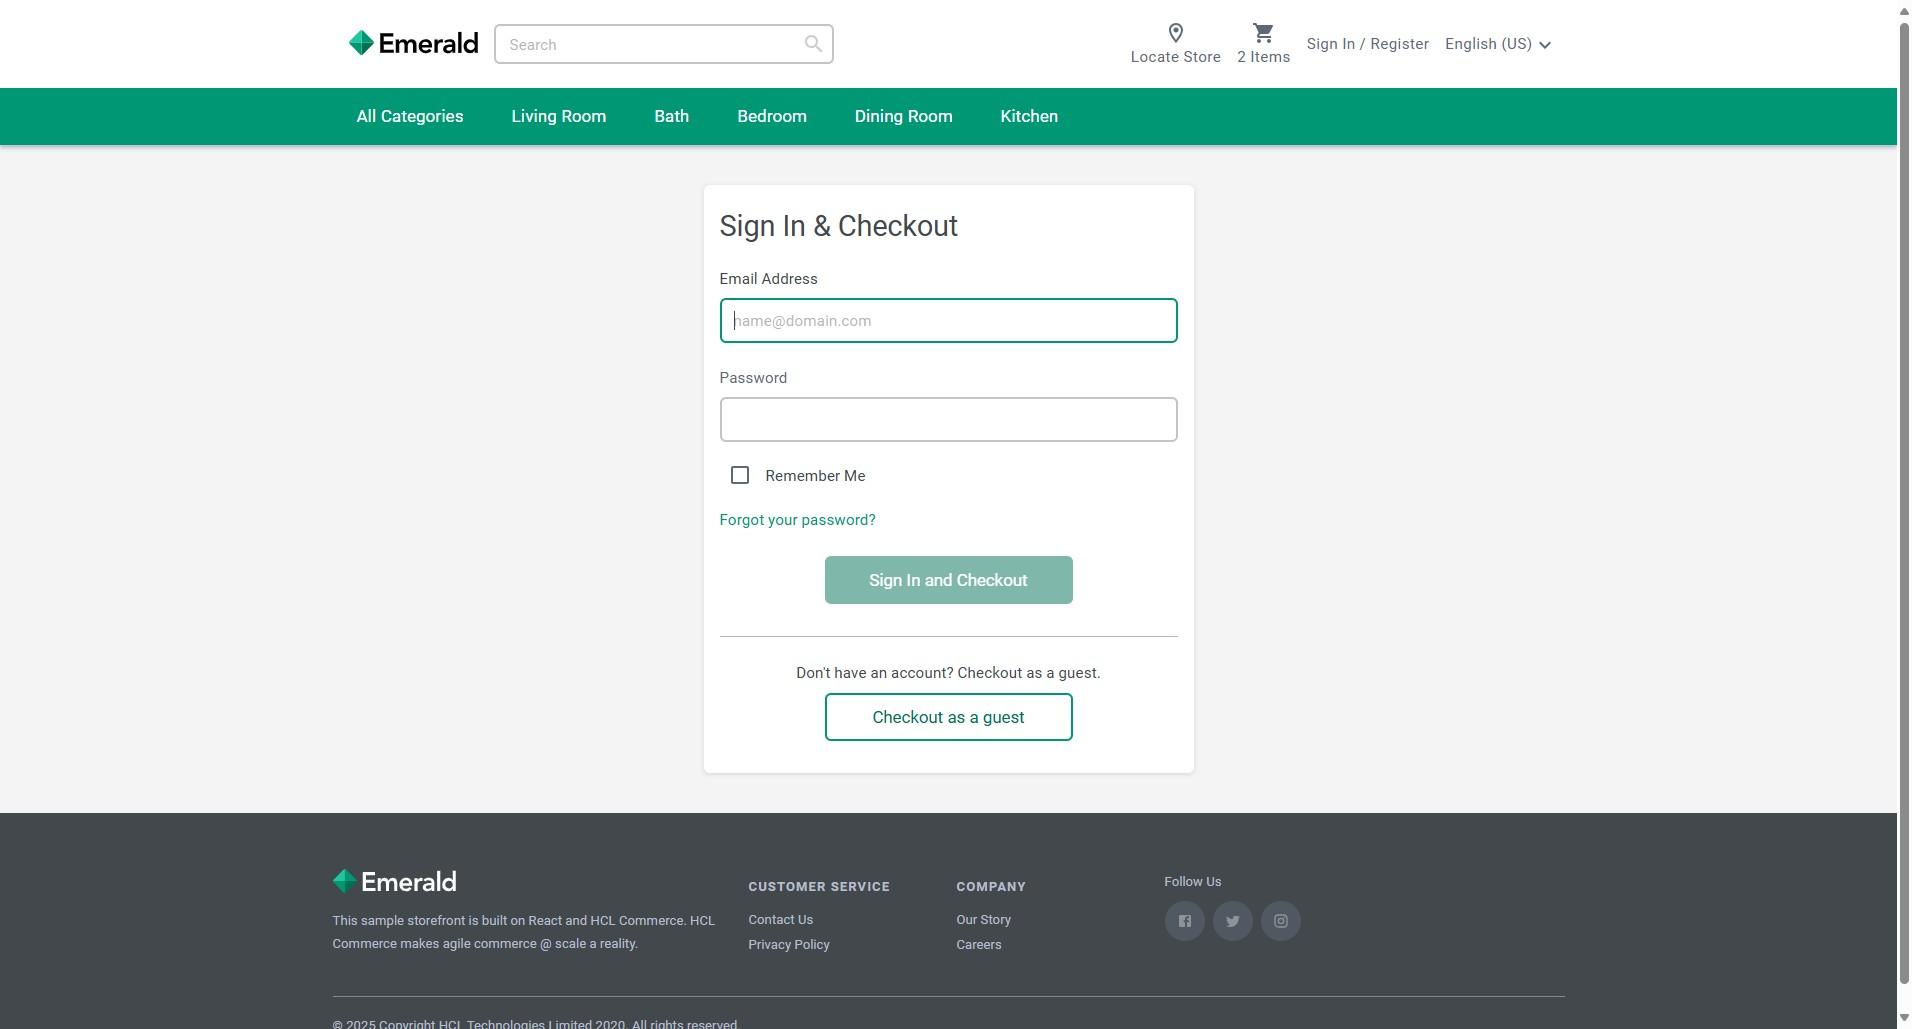 Emerald
Search
Locate Store
2 Items
Sign In / Register
English (US)
All Categories
Living Room
Bath
Bedroom
Dining Room
Kitchen
Sign In & Checkout
Email Address
name@domain.com
Password
Remember Me
Forgot your password?
Sign In and Checkout
Don't have an account? Checkout as a guest.
Checkout as a guest
Emerald
This sample storefront is built on React and HCL Commerce. HCL
Commerce makes agile commerce @ scale a reality.
CUSTOMER SERVICE
Contact Us
Privacy Policy
COMPANY
Our Story
Careers
Follow Us
© 2025 Copyright HCL Technologies Limited 2020. All rights reserved